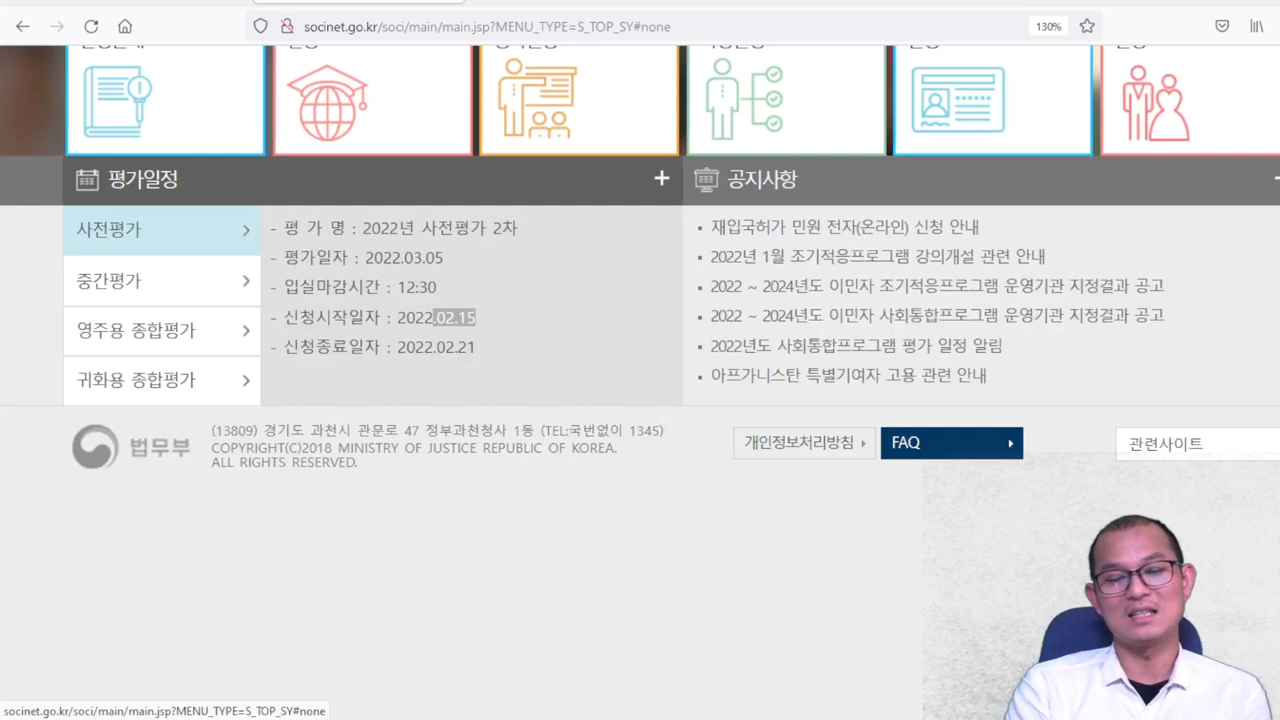 socinet.go.kr/soci/main/main.jsp?MENU_TYPE=S_TOP_SY#none
130%
평가일정
+
공지사항
사전평가
중간평가
영주용 종합평가
귀화용 종합평가
- 평 가 명 : 2022년 사전평가 2차
- 평가일자 : 2022.03.05
- 입실마감시간 : 12:30
- 신청시작일자 : 2022.02.15
- 신청종료일자 : 2022.02.21
재입국허가 민원 전자(온라인) 신청 안내
2022년 1월 조기적응프로그램 강의개설 관련 안내
2022 ~ 2024년도 이민자 조기적응프로그램 운영기관 지정결과 공고
2022 ~ 2024년도 이민자 사회통합프로그램 운영기관 지정결과 공고
2022년도 사회통합프로그램 평가 일정 알림
아프가니스탄 특별기여자 고용 관련 안내
법무부
(13809) 경기도 과천시 관문로 47 정부과천청사 1동 (TEL:국번없이 1345)
COPYRIGHT(C)2018 MINISTRY OF JUSTICE REPUBLIC OF KOREA.
ALL RIGHTS RESERVED.
개인정보처리방침
FAQ
관련사이트
socinet.go.kr/soci/main/main.jsp?MENU_TYPE=S_TOP_SY#none